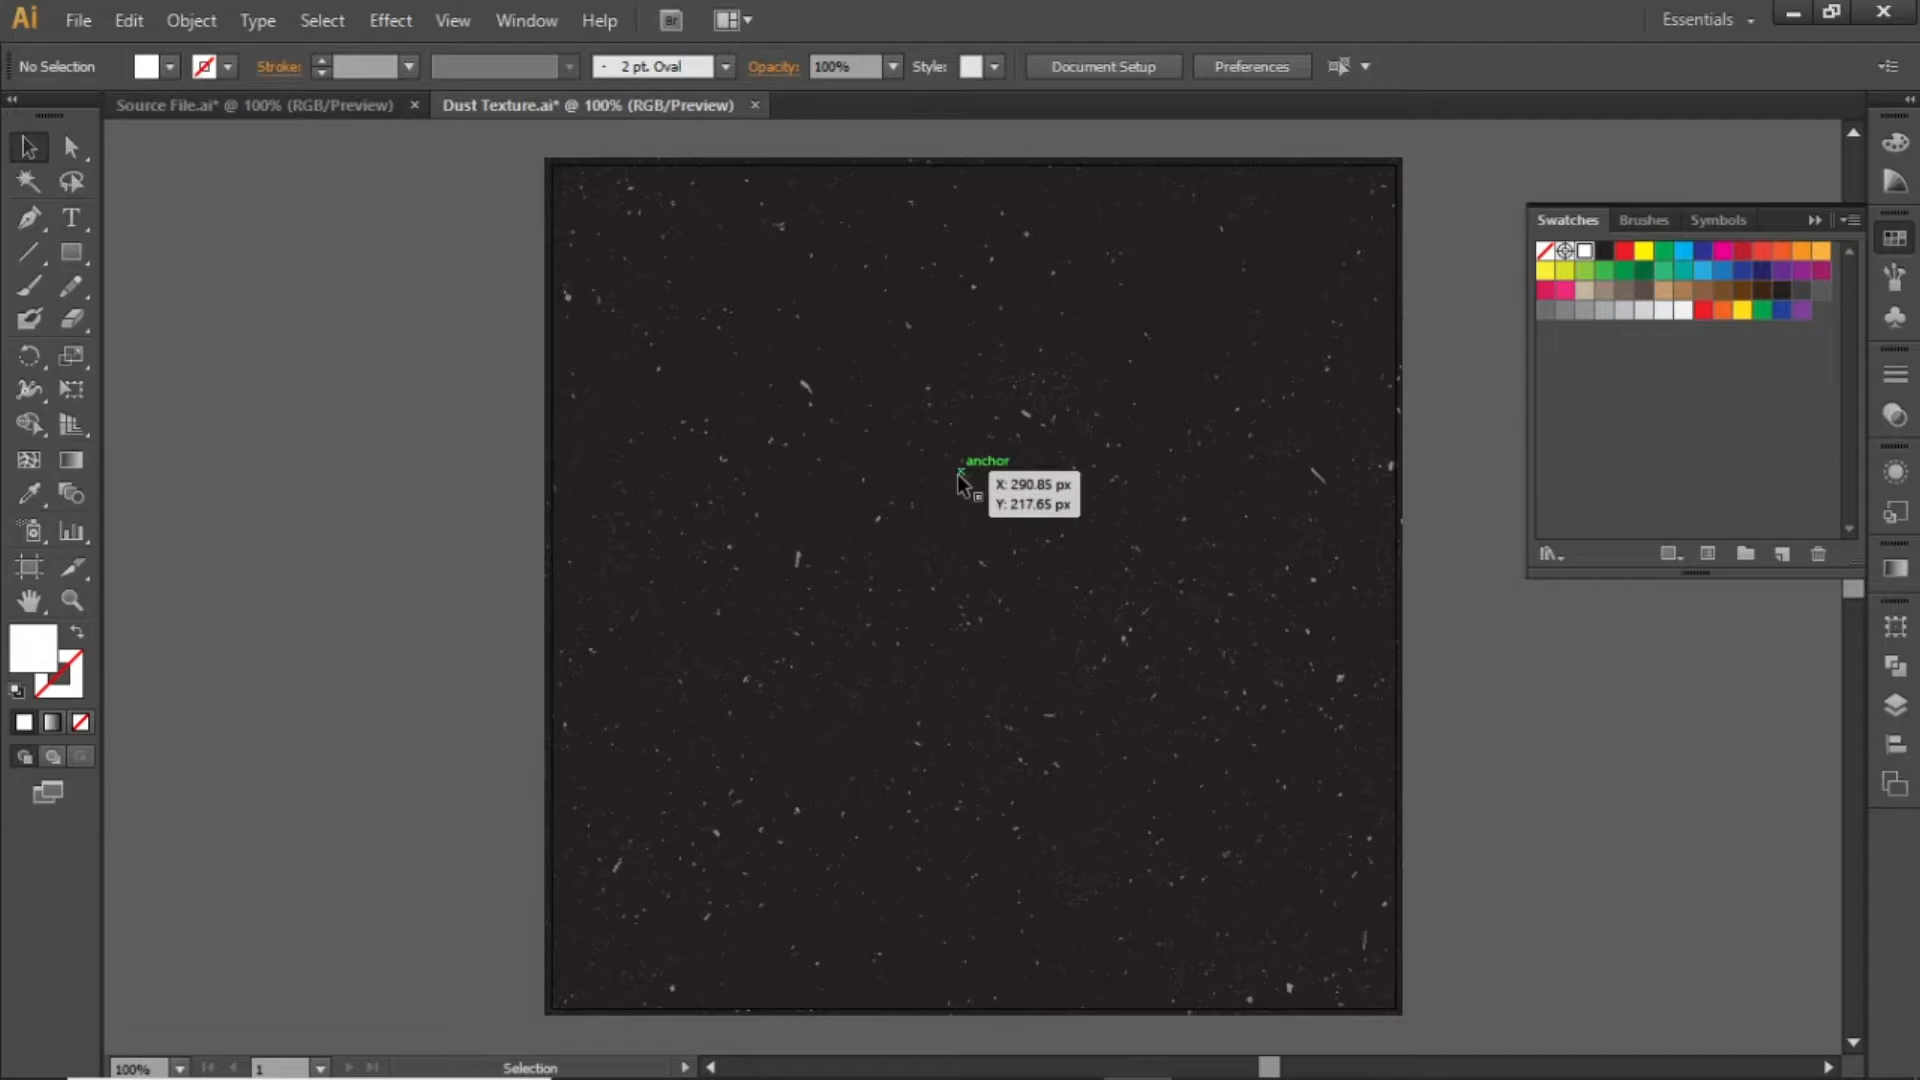 Ai File Edit Object Type Select Effect View Window Help Br Essentials
No Selection Stroke: 2 pt. Oval Opacity: 100% Style: Document Setup Preferences
Source File.ai* @ 100% (RGB/Preview) Dust Texture.ai* @ 100% (RGB/Preview)
Swatches Brushes Symbols
anchor
X: 290.85 px
Y: 217.65 px
100% 1 Selection